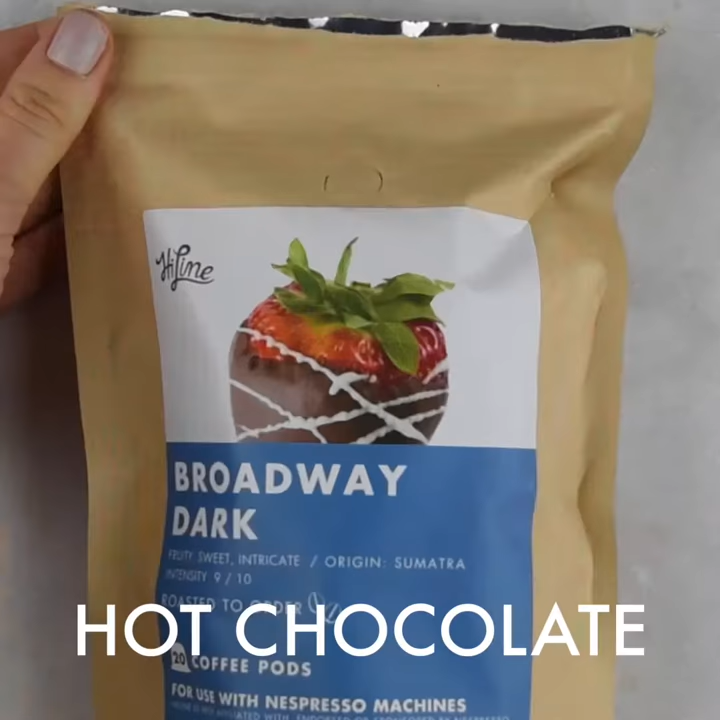 HiLine
BROADWAY
DARK
FRUITY SWEET, INTRICATE / ORIGIN: SUMATRA
INTENSITY 9 / 10
ROASTED TO ORDER
HOT CHOCOLATE
20 COFFEE PODS
FOR USE WITH NESPRESSO MACHINES